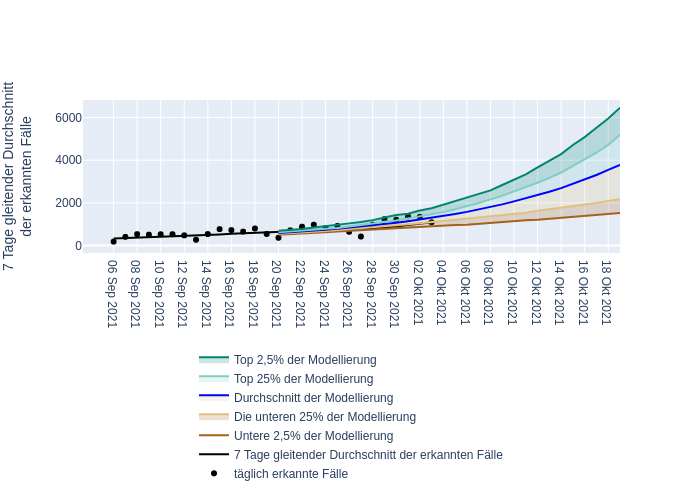 7 Tage gleitender Durchschnitt
der erkannten Fälle
6000
4000
2000
0
06 Sep 2021
08 Sep 2021
10 Sep 2021
12 Sep 2021
14 Sep 2021
16 Sep 2021
18 Sep 2021
20 Sep 2021
22 Sep 2021
24 Sep 2021
26 Sep 2021
28 Sep 2021
30 Sep 2021
02 Okt 2021
04 Okt 2021
06 Okt 2021
08 Okt 2021
10 Okt 2021
12 Okt 2021
14 Okt 2021
16 Okt 2021
18 Okt 2021
Top 2,5% der Modellierung
Top 25% der Modellierung
Durchschnitt der Modellierung
Die unteren 25% der Modellierung
Untere 2,5% der Modellierung
7 Tage gleitender Durchschnitt der erkannten Fälle
täglich erkannte Fälle